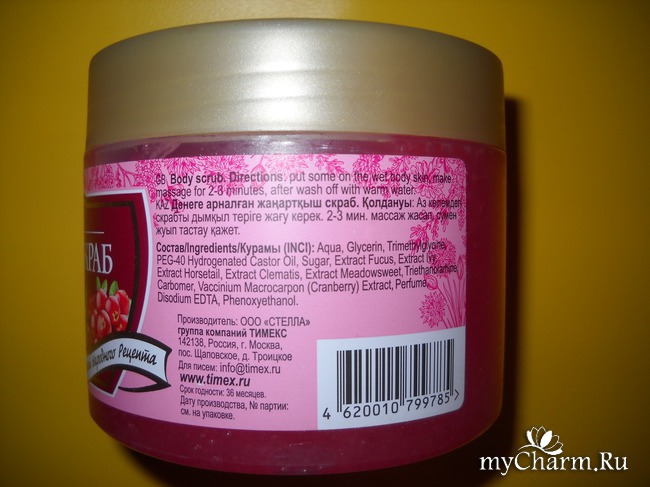 РАБ
Народного Рецепта
GB Body scrub. Directions: put some on the wet body skin, make
massage for 2-3 minutes, after wash off with warm water.
KAZ Денеге арналған жаңартқыш скраб. Қолдануы: Аз көлемдегі
скрабты дымқыл теріге жағу керек. 2-3 мин. массаж жасап, сумен
жуып тастау қажет.
Состав/Ingredients/Курамы (INCI): Aqua, Glycerin, Trimethylglycine,
PEG-40 Hydrogenated Castor Oil, Sugar, Extract Fucus, Extract Ivy,
Extract Horsetail, Extract Clematis, Extract Meadowsweet, Triethanolamine,
Carbomer, Vaccinium Macrocarpon (Cranberry) Extract, Perfume,
Disodium EDTA, Phenoxyethanol.
Производитель: ООО «СТЕЛЛА»
группа компаний ТИМЕКС
142138, Россия, г. Москва,
пос. Щаповское, д. Троицкое
Для писем: info@timex.ru
www.timex.ru
Срок годности: 36 месяцев.
Дату производства, № партии:
см. на упаковке.
4 620010 799785 >
myCharm.Ru